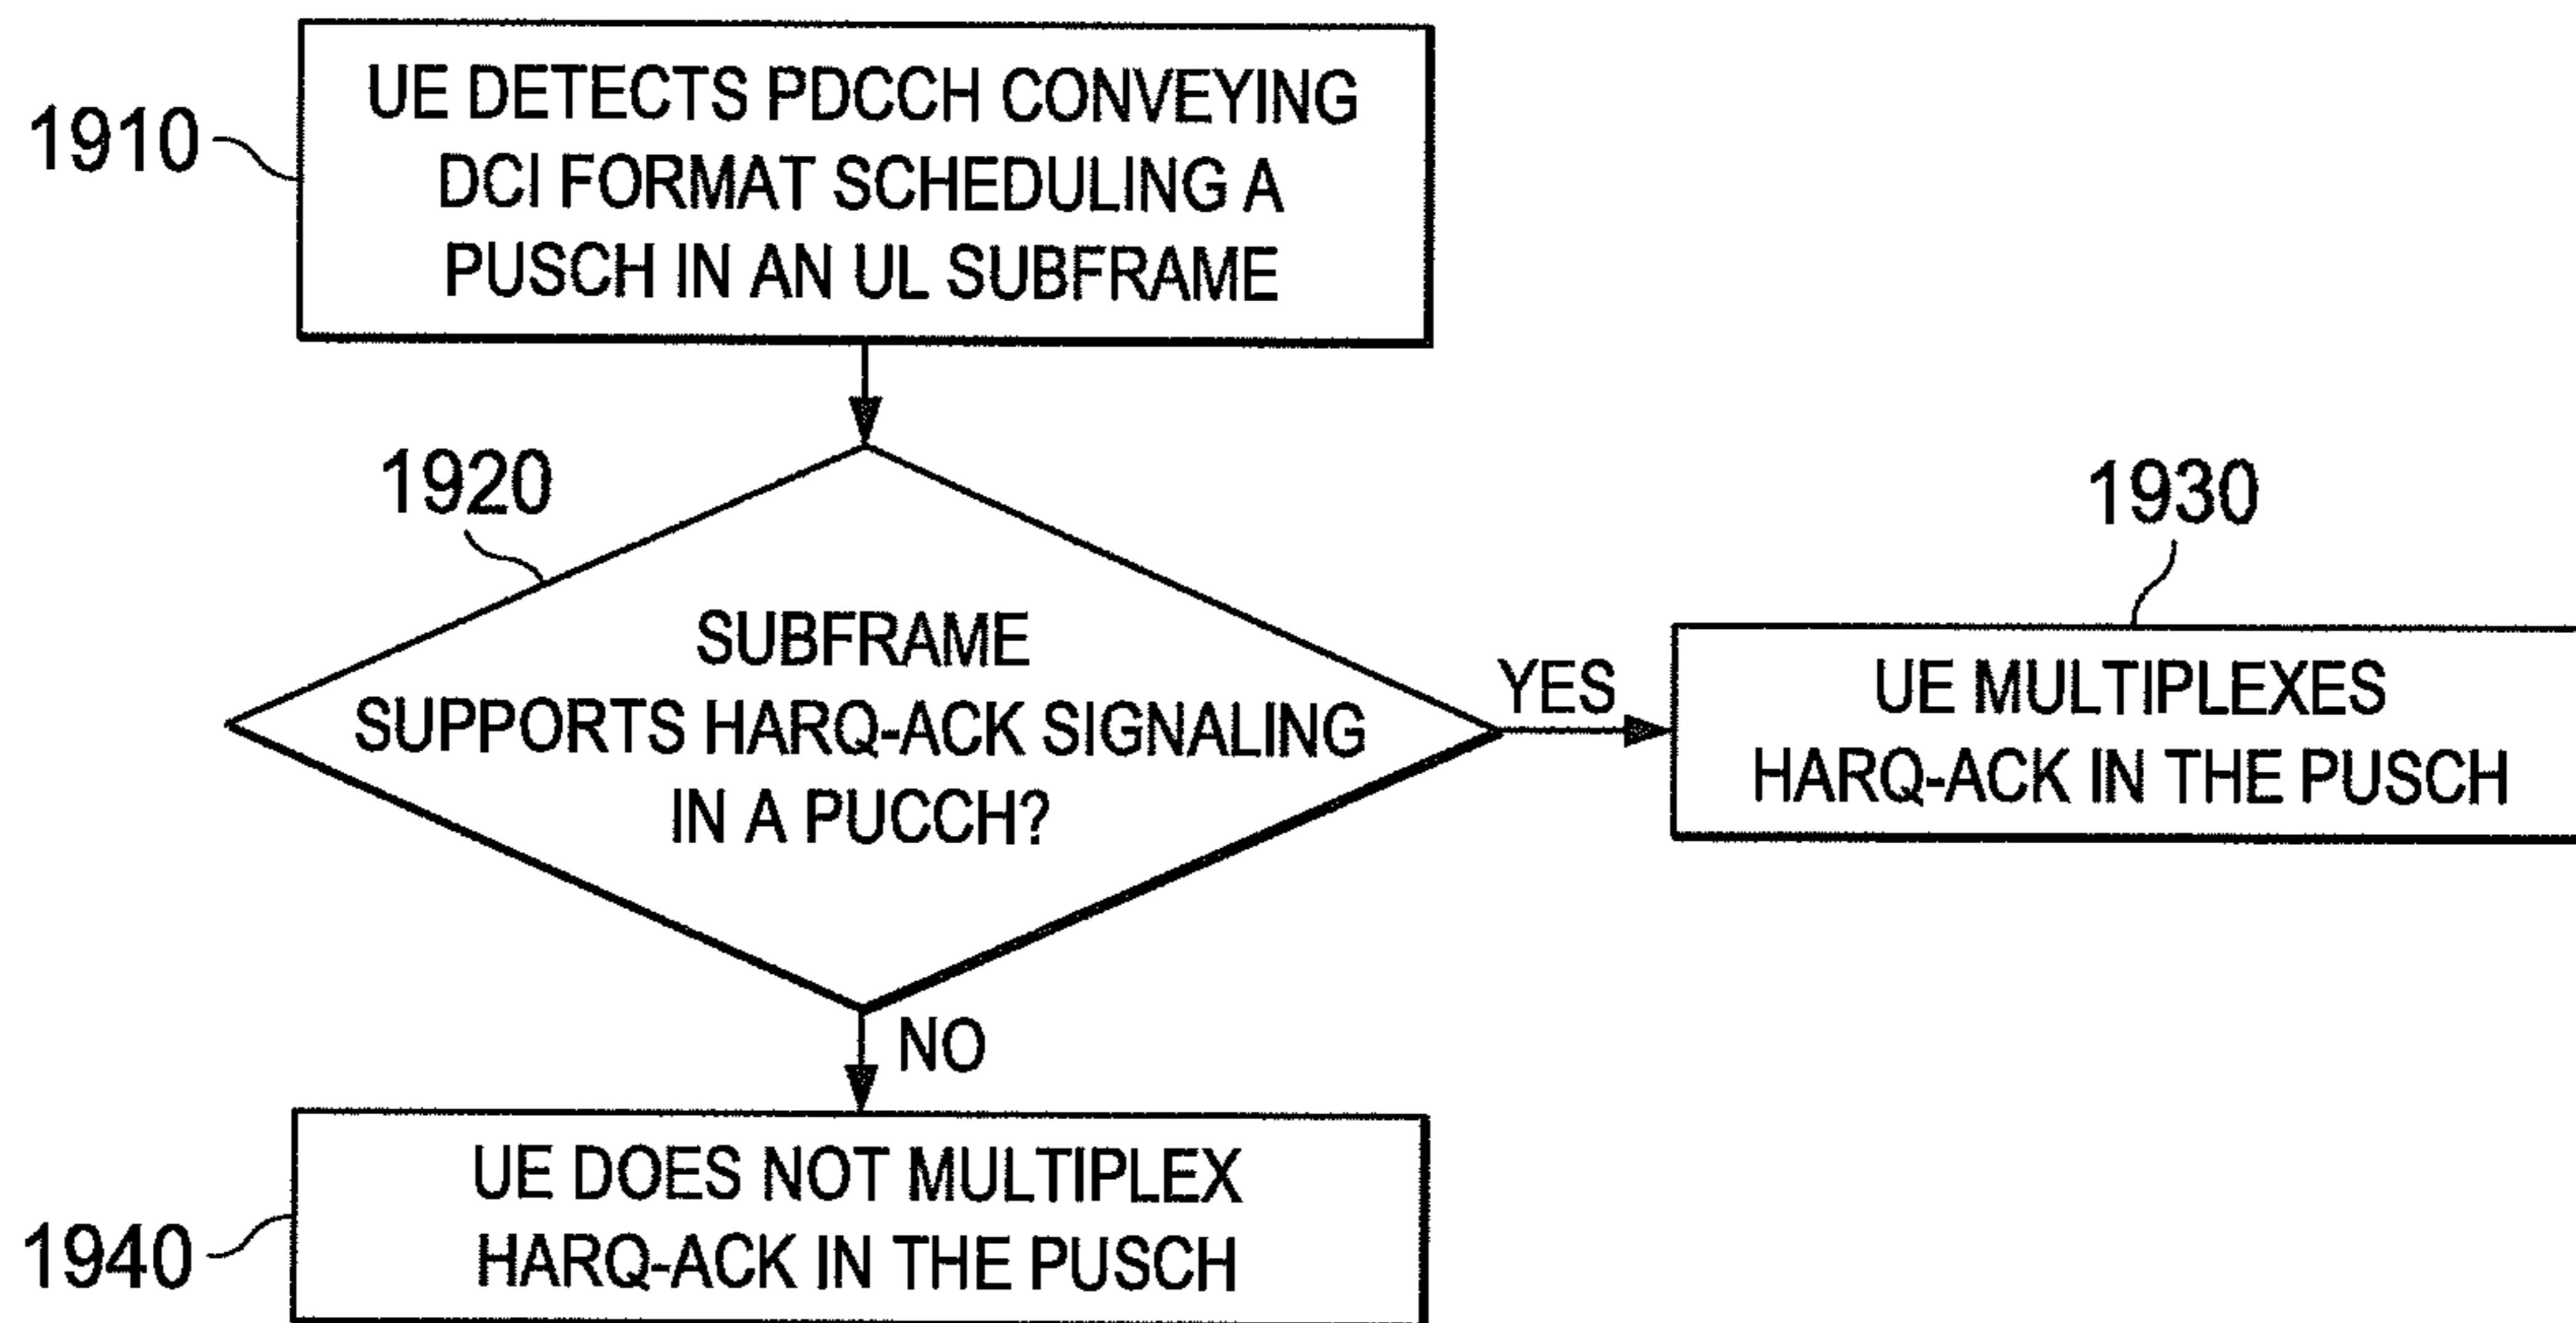 1910
UE DETECTS PDCCH CONVEYING
DCI FORMAT SCHEDULING A
PUSCH IN AN UL SUBFRAME
1920
SUBFRAME
SUPPORTS HARQ-ACK SIGNALING
IN A PUCCH?
YES
1930
UE MULTIPLEXES
HARQ-ACK IN THE PUSCH
NO
1940
UE DOES NOT MULTIPLEX
HARQ-ACK IN THE PUSCH